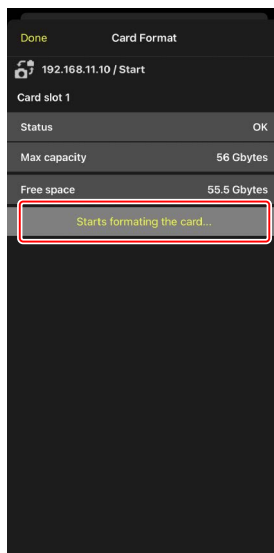 Done Card Format
192.168.11.10 / Start
Card slot 1
Status OK
Max capacity 56 Gbytes
Free space 55.5 Gbytes
Starts formating the card...